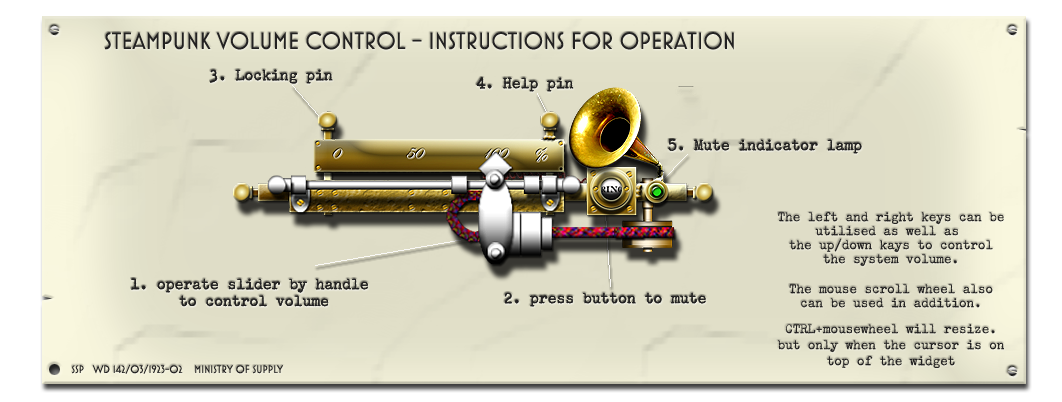 STEAMPUNK VOLUME CONTROL - INSTRUCTIONS FOR OPERATION
3. Locking pin
4. Help pin
5. Mute indicator lamp
0 50 100 %
1. operate slider by handle
to control volume
2. press button to mute
The left and right keys can be
utilised as well as
the up/down kays to control
the system volume.
The mouse scroll wheel also
can be used in addition.
CTRL+mousewheel will resize.
but only when the cursor is on
top of the widget
SSP WD 142/03/1923-02 MINISTRY OF SUPPLY